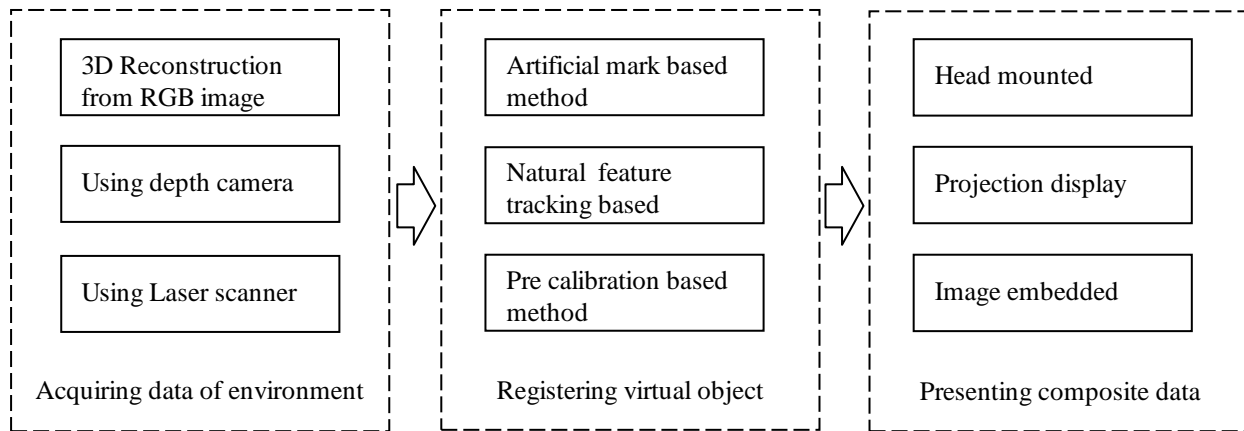 3D Reconstruction
from RGB image
Using depth camera
Using Laser scanner
Acquiring data of environment
Artificial mark based
method
Natural feature
tracking based
Pre calibration based
method
Registering virtual object
Head mounted
Projection display
Image embedded
Presenting composite data